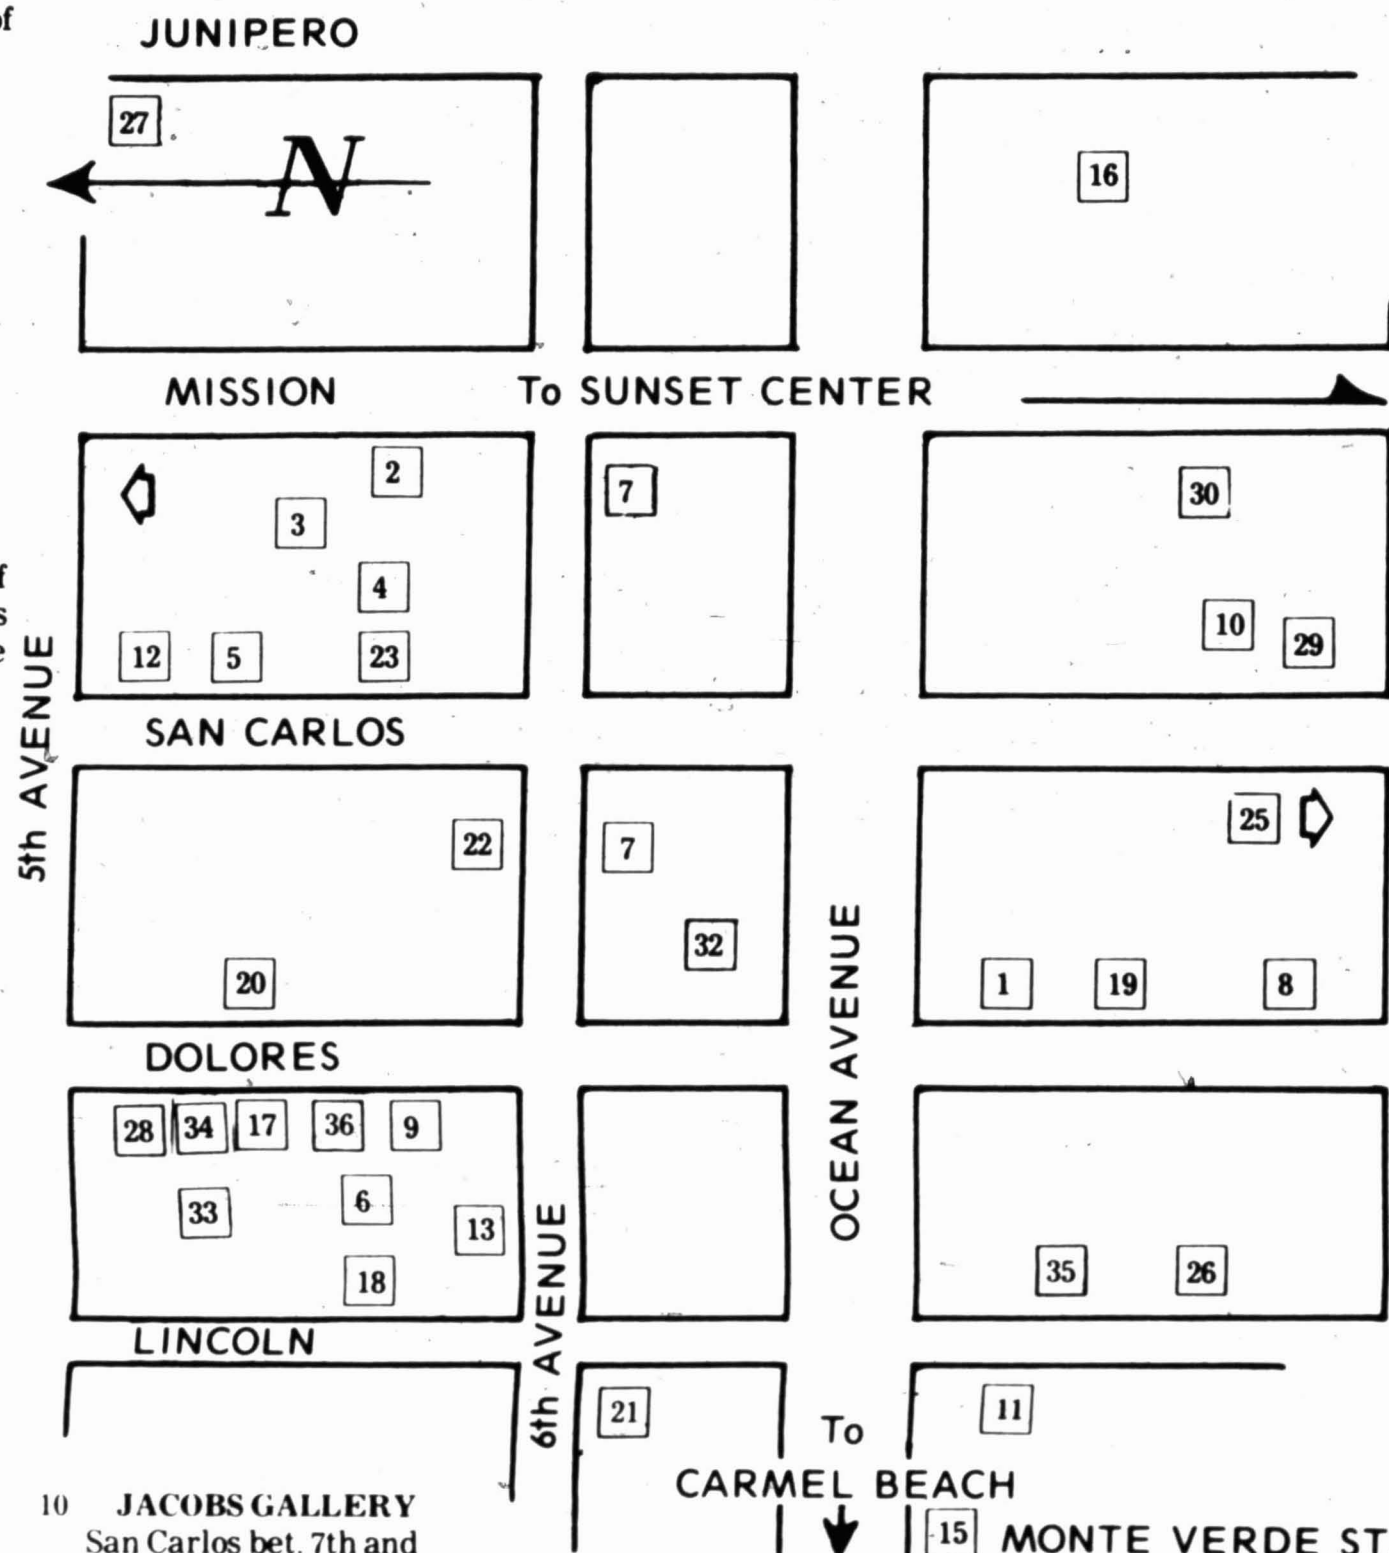 of
JUNIPERO
27
N
16
MISSION To SUNSET CENTER
2
7
30
3
4
f
s
e
10
29
12 5 23
5th AVENUE
SAN CARLOS
25
22
7
32
20
1 19 8
OCEAN AVENUE
DOLORES
28 34 17 36 9
33
6
13
18
35 26
6th AVENUE
LINCOLN
21
11
To
CARMEL BEACH
10 JACOBS GALLERY
San Carlos bet. 7th and
15 MONTE VERDE ST